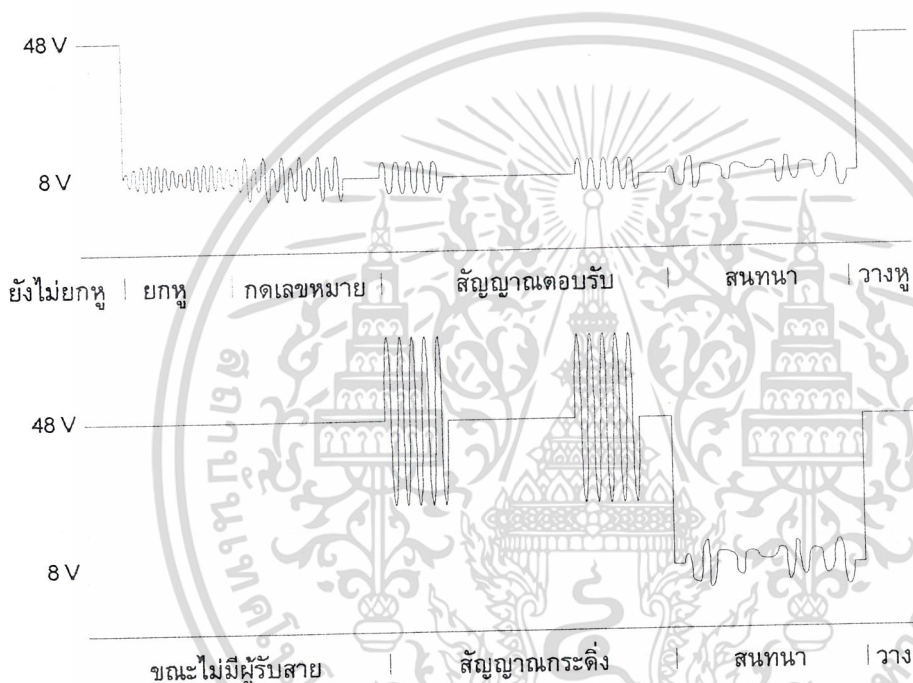 48 V
8 V
ยังไม่ยกหู ยกหู กดเลขหมาย สัญญาณตอบรับ สนทนา วางหู
48 V
8 V
ขณะไม่มีผู้รับสาย สัญญาณกระดิ่ง สนทนา วาง